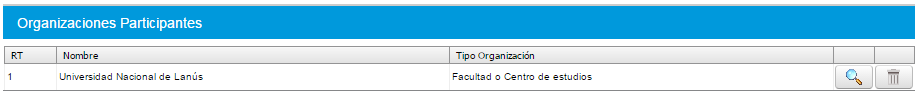 Organizaciones Participantes
RT Nombre Tipo Organización
1 Universidad Nacional de Lanús Facultad o Centro de estudios